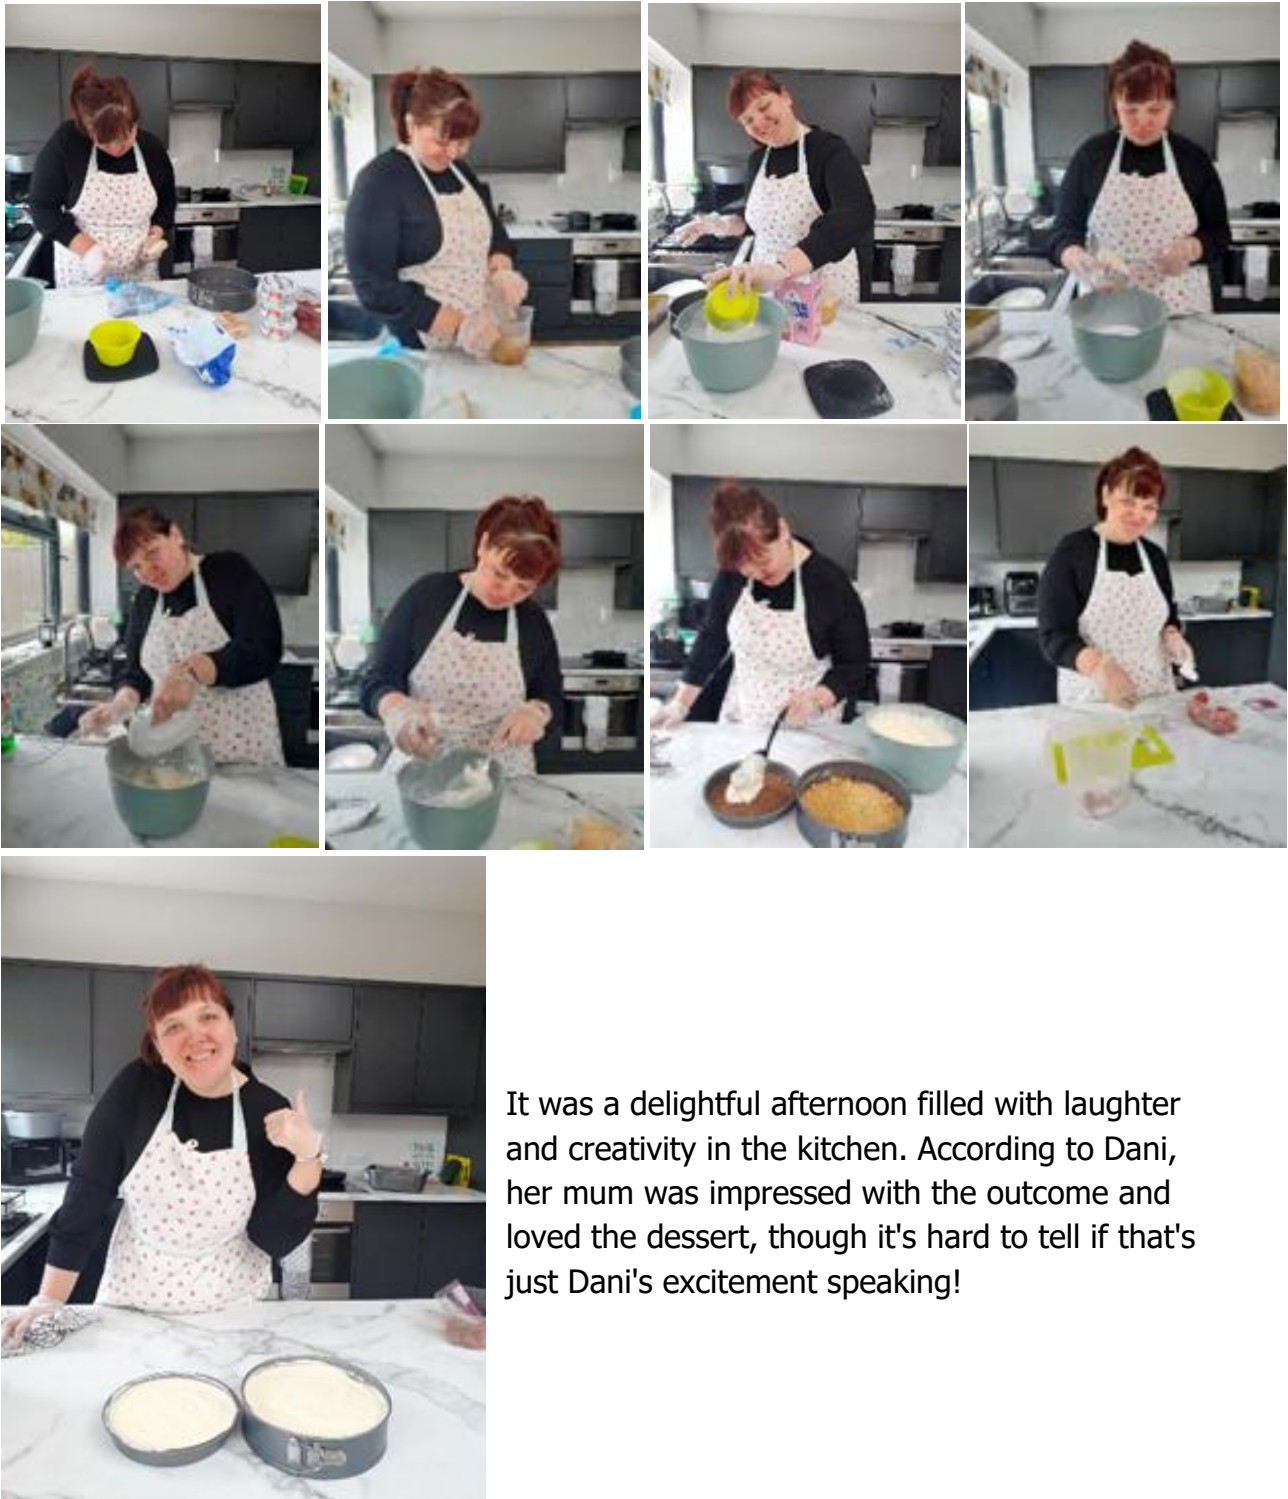 It was a delightful afternoon filled with laughter
and creativity in the kitchen. According to Dani,
her mum was impressed with the outcome and
loved the dessert, though it's hard to tell if that's
just Dani's excitement speaking!